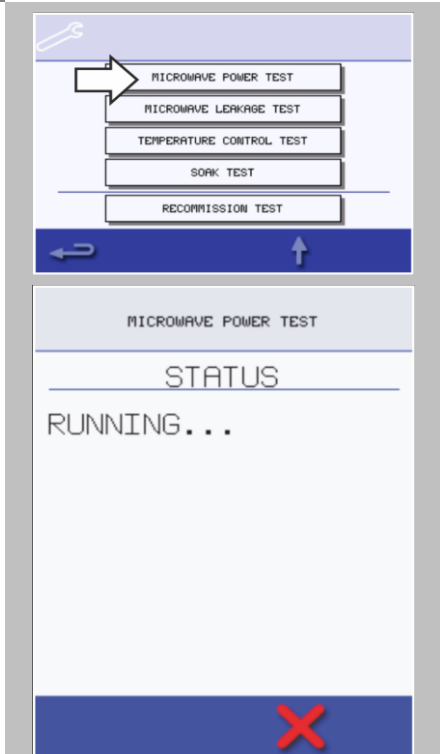 MICROWAVE POWER TEST
MICROWAVE LEAKAGE TEST
TEMPERATURE CONTROL TEST
SOAK TEST
RECOMMISSION TEST
MICROWAVE POWER TEST
STATUS
RUNNING...